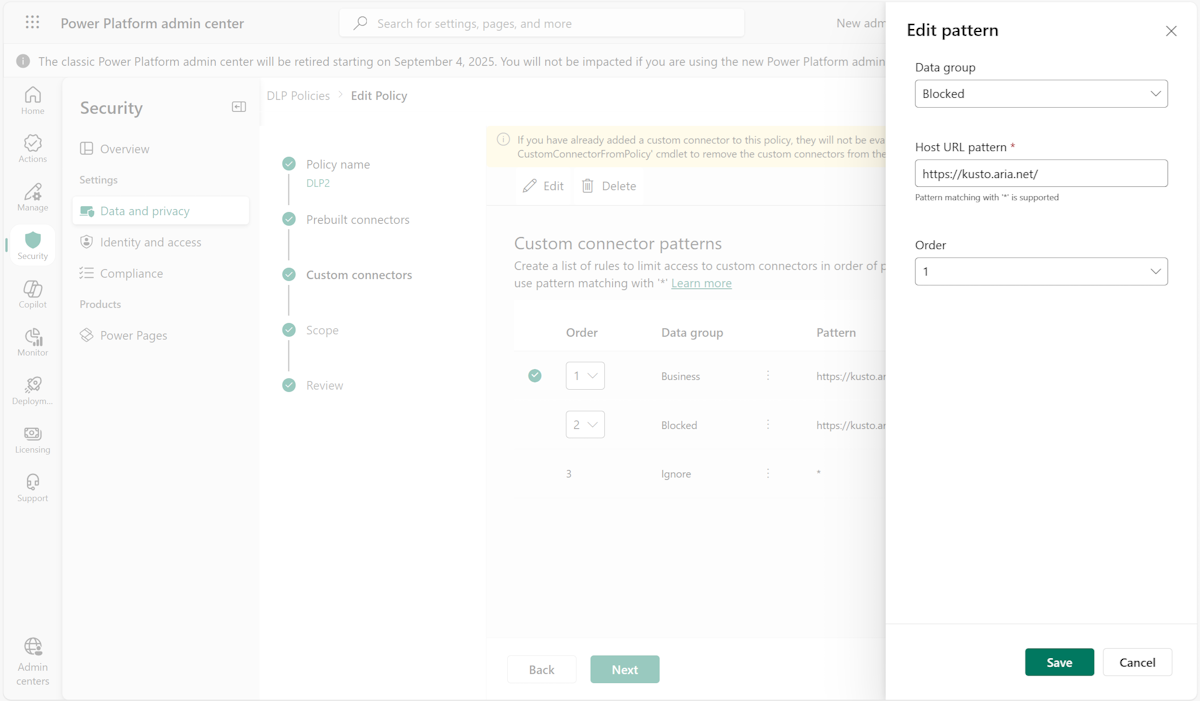 Power Platform admin center
Search for settings, pages, and more
New adm
The classic Power Platform admin center will be retired starting on September 4, 2025. You will not be impacted if you are using the new Power Platform admin
Home
Actions
Manage
Security
Copilot
Monitor
Deploym...
Licensing
Support
Admin
centers
Security
Overview
Settings
Data and privacy
Identity and access
Compliance
Products
Power Pages
DLP Policies > Edit Policy
Policy name
DLP2
Prebuilt connectors
Custom connectors
Scope
Review
If you have already added a custom connector to this policy, they will not be eva
CustomConnectorFromPolicy' cmdlet to remove the custom connectors from the
Edit Delete
Custom connector patterns
Create a list of rules to limit access to custom connectors in order of p
use pattern matching with '*' Learn more
Order Data group Pattern
1 Business https://kusto.ar
2 Blocked https://kusto.ar
3 Ignore *
Back Next
Edit pattern
Data group
Blocked
Host URL pattern *
https://kusto.aria.net/
Pattern matching with '*' is supported
Order
1
Save Cancel